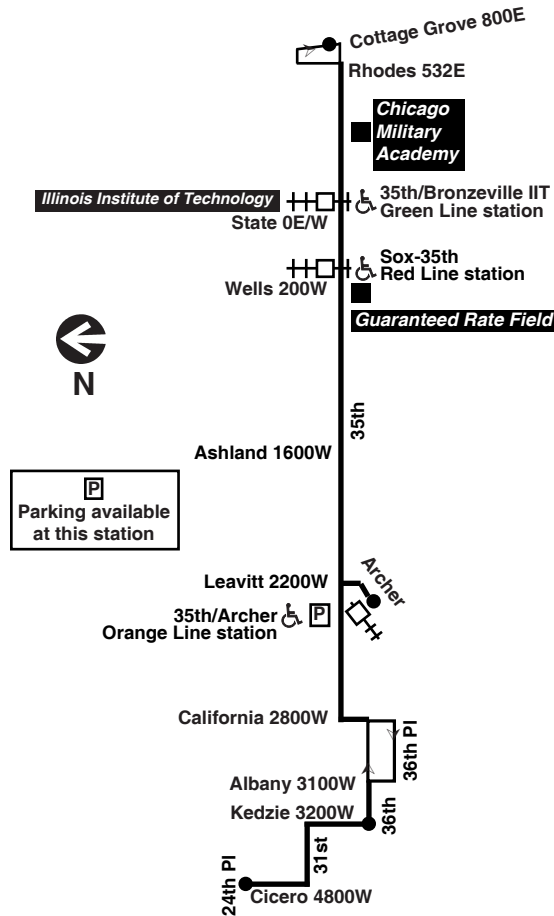 Cottage Grove 800E
Rhodes 532E
Chicago
Military
Academy
Illinois Institute of Technology
35th/Bronzeville IIT
Green Line station
State 0E/W
Sox-35th
Red Line station
Wells 200W
Guaranteed Rate Field
N
35th
Ashland 1600W
P
Parking available
at this station
Archer
Leavitt 2200W
35th/Archer
Orange Line station
P
California 2800W
36th Pl
Albany 3100W
Kedzie 3200W
36th
31st
24th Pl
Cicero 4800W